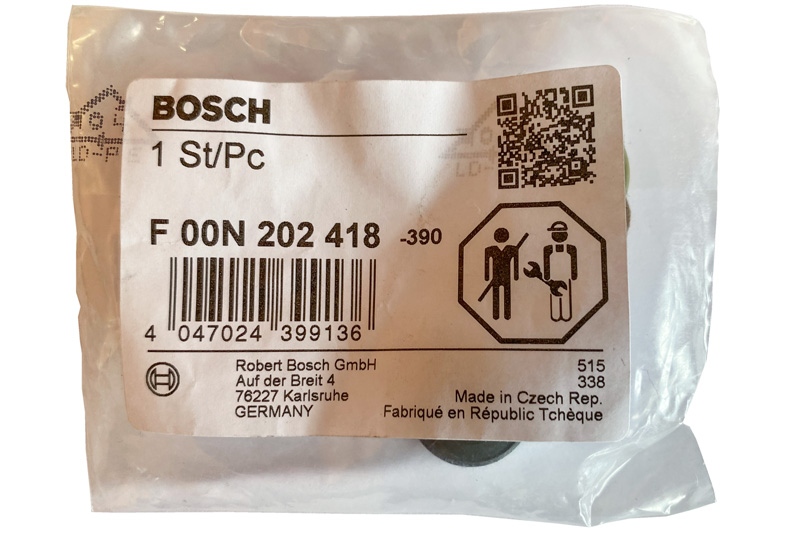 BOSCH
1 St/Pc
F 00N 202 418 -390
4 047024 399136
Robert Bosch GmbH
Auf der Breit 4
76227 Karlsruhe
GERMANY
515
338
Made in Czech Rep.
Fabriqué en Républic Tchèque